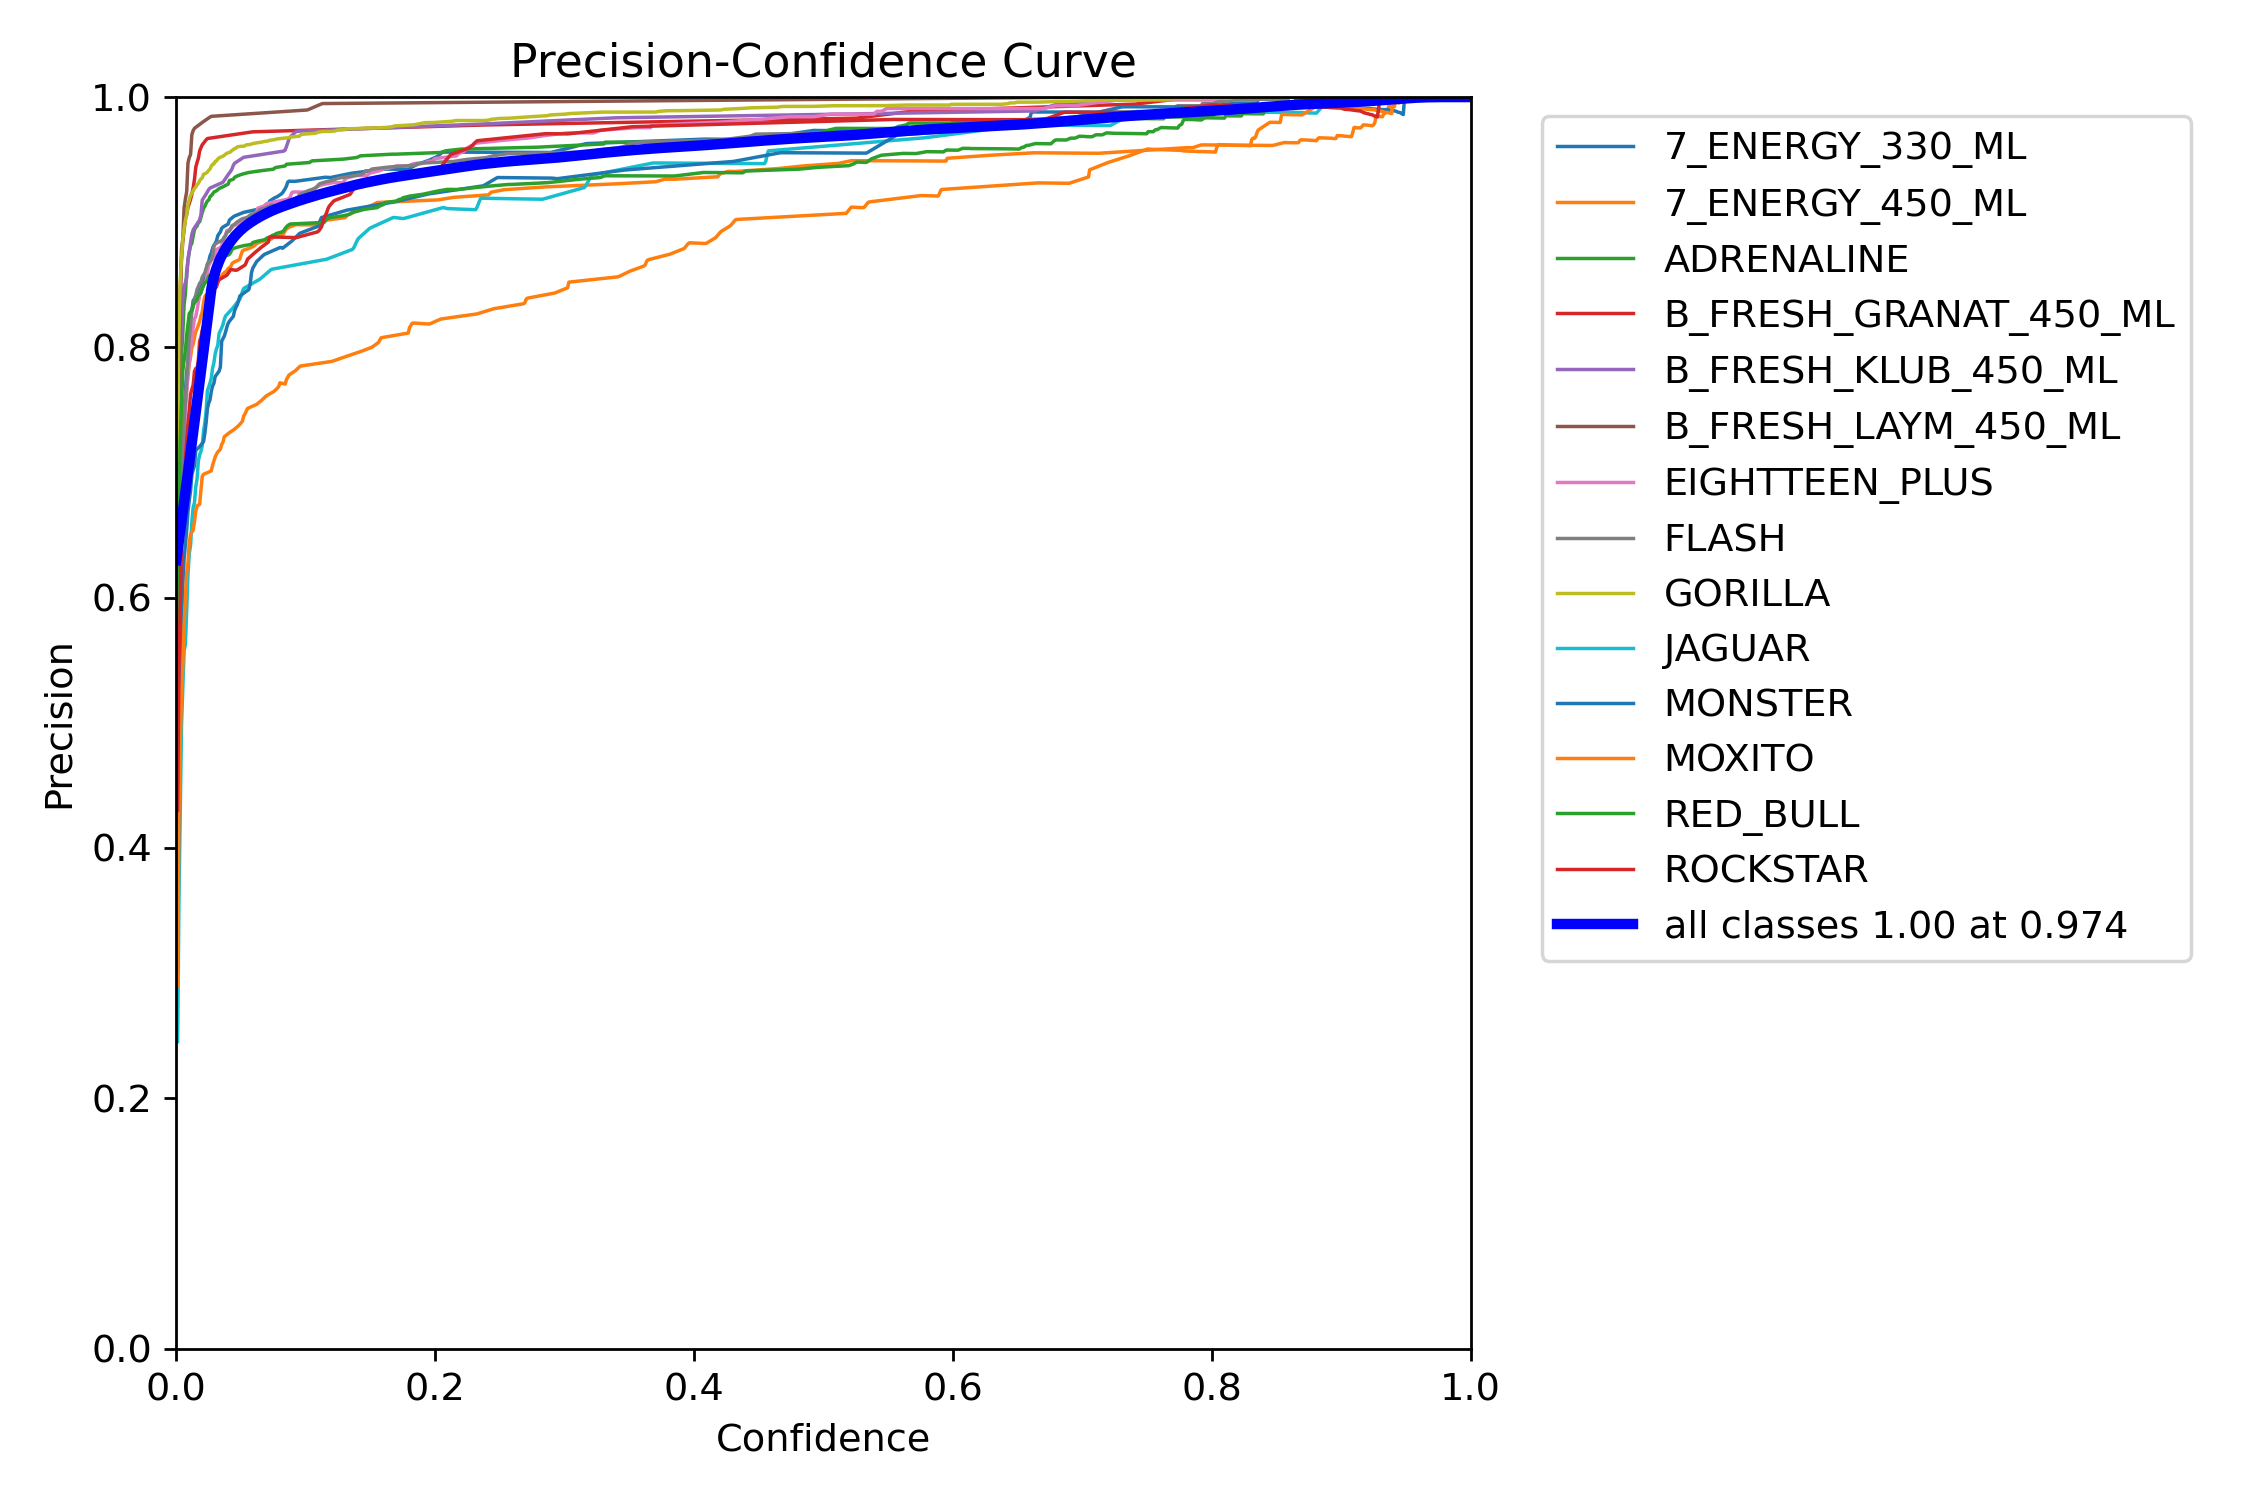 Precision-Confidence Curve
1.0
0.8
0.6
0.4
0.2
0.0
Precision
0.0 0.2 0.4 0.6 0.8 1.0
Confidence
7_ENERGY_330_ML
7_ENERGY_450_ML
ADRENALINE
B_FRESH_GRANAT_450_ML
B_FRESH_KLUB_450_ML
B_FRESH_LAYM_450_ML
EIGHTTEEN_PLUS
FLASH
GORILLA
JAGUAR
MONSTER
MOXITO
RED_BULL
ROCKSTAR
all classes 1.00 at 0.974